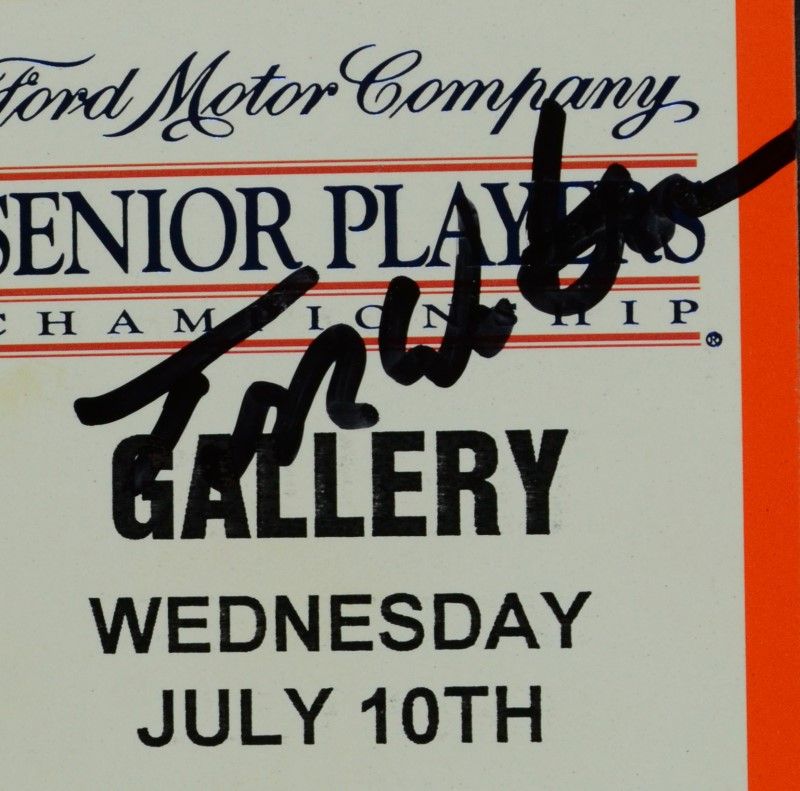 Ford Motor Company
SENIOR PLAYERS
CHAMPIONSHIP®
GALLERY
WEDNESDAY
JULY 10TH